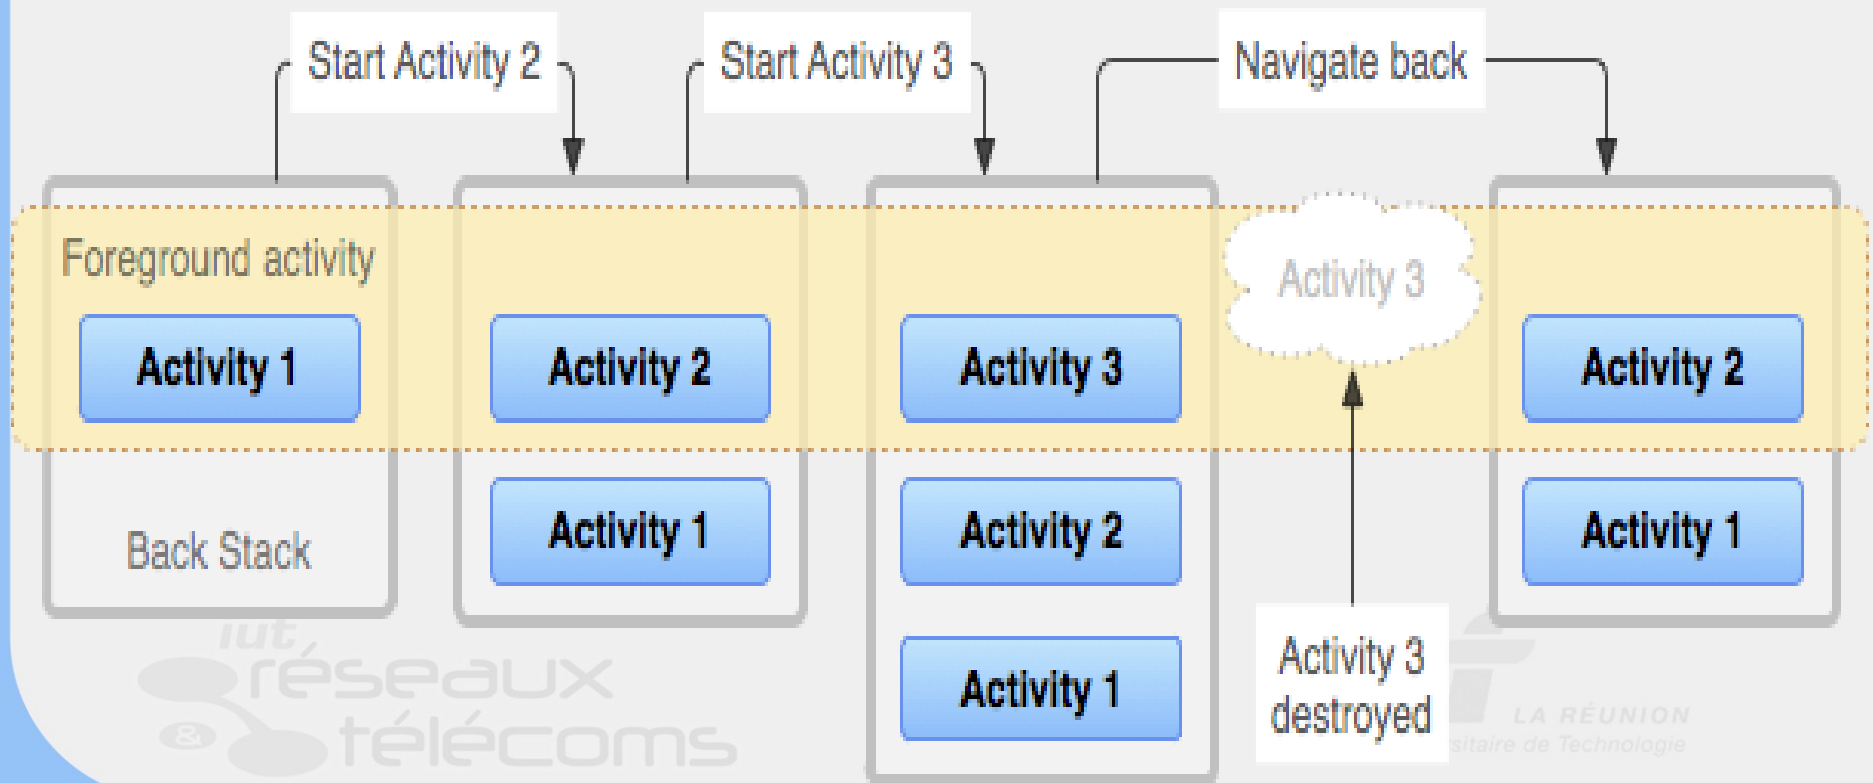 Start Activity 2
Start Activity 3
Navigate back
Foreground activity
Activity 1
Activity 2
Activity 3
Activity 3
Activity 2
Back Stack
Activity 1
Activity 2
Activity 1
Activity 1
Activity 3
destroyed
iut
réseaux
& télécoms
LA RÉUNION
sitaire de Technologie